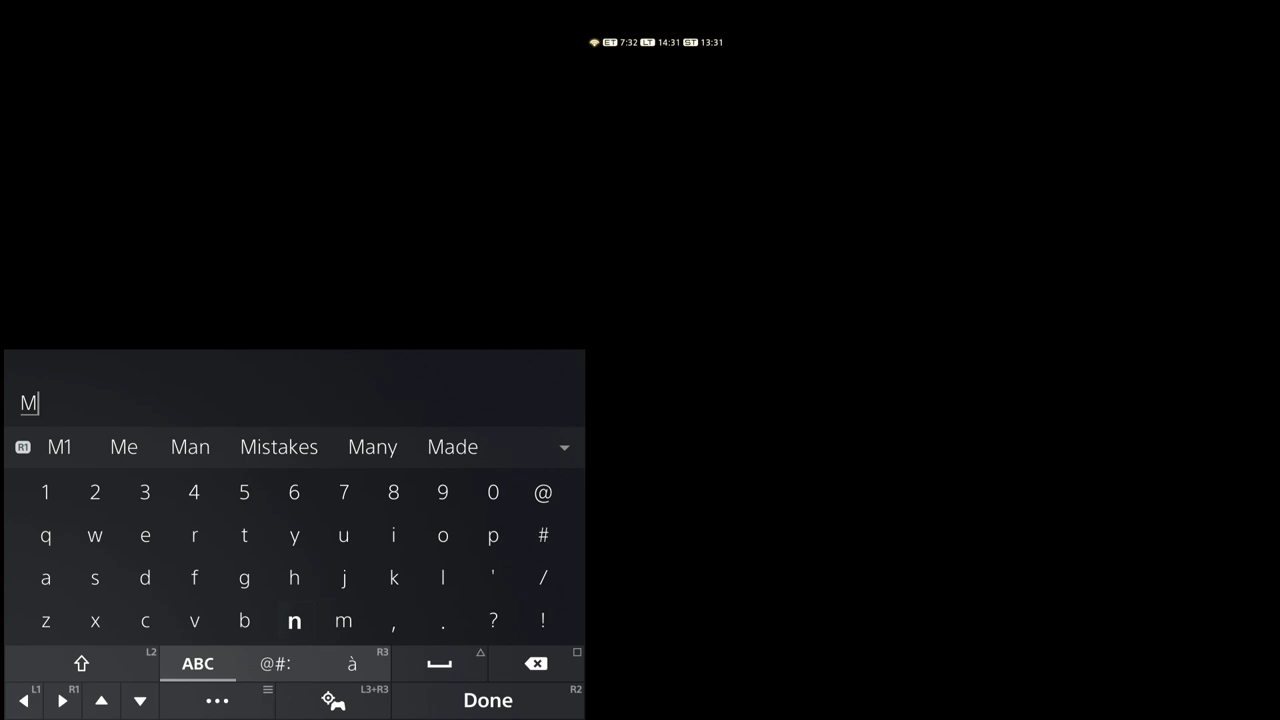 ET 7:32 LT 14:31 ST 13:31
M
R1 M1 Me Man Mistakes Many Made
1 2 3 4 5 6 7 8 9 0 @
q w e r t y u i o p #
a s d f g h j k l ' /
z x c v b n m , . ? !
L2 ABC @#: à R3
L1 R1 ... L3+R3 Done R2